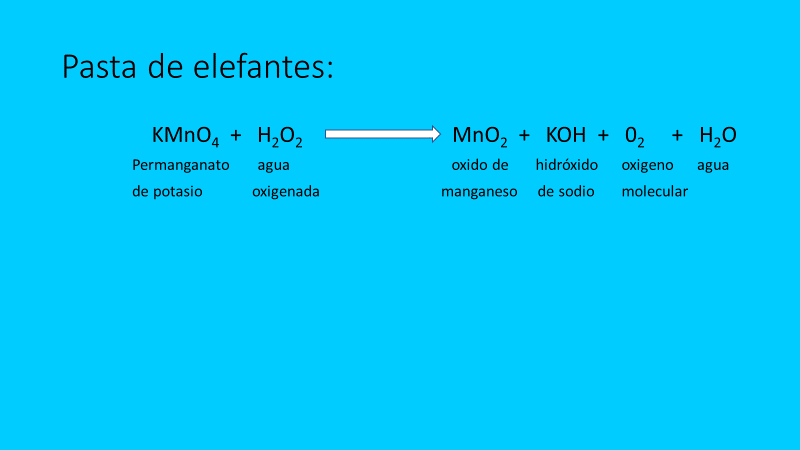 Pasta de elefantes:
KMnO₄ + H₂O₂ MnO₂ + KOH + 0₂ + H₂O
Permanganato agua oxido de hidróxido oxigeno agua
de potasio oxigenada manganeso de sodio molecular